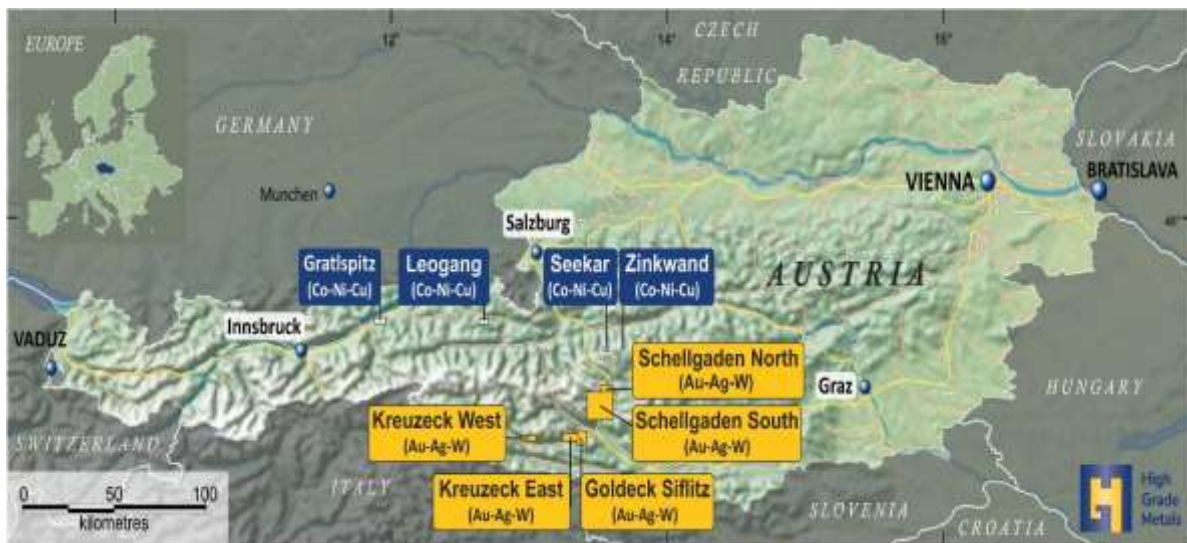 EUROPE
12
14
16
CZECH
REPUBLIC
GERMANY
SLOVAKIA
BRATISLAVA
VIENNA
Munchen
48°
Salzburg
Gratlspitz
(Co-Ni-Cu)
Leogang
(Co-Ni-Cu)
Seekar
(Co-Ni-Cu)
Zinkwand
(Co-Ni-Cu)
AUSTRIA
VADUZ
Innsbruck
Schellgaden North
(Au-Ag-W)
Graz
HUNGARY
Kreuzeck West
(Au-Ag-W)
Schellgaden South
(Au-Ag-W)
SWITZERLAND
ITALY
Kreuzeck East
(Au-Ag-W)
Goldeck Siflitz
(Au-Ag-W)
SLOVENIA
CROATIA
0 50 100
kilometres
High
Grade
Metals